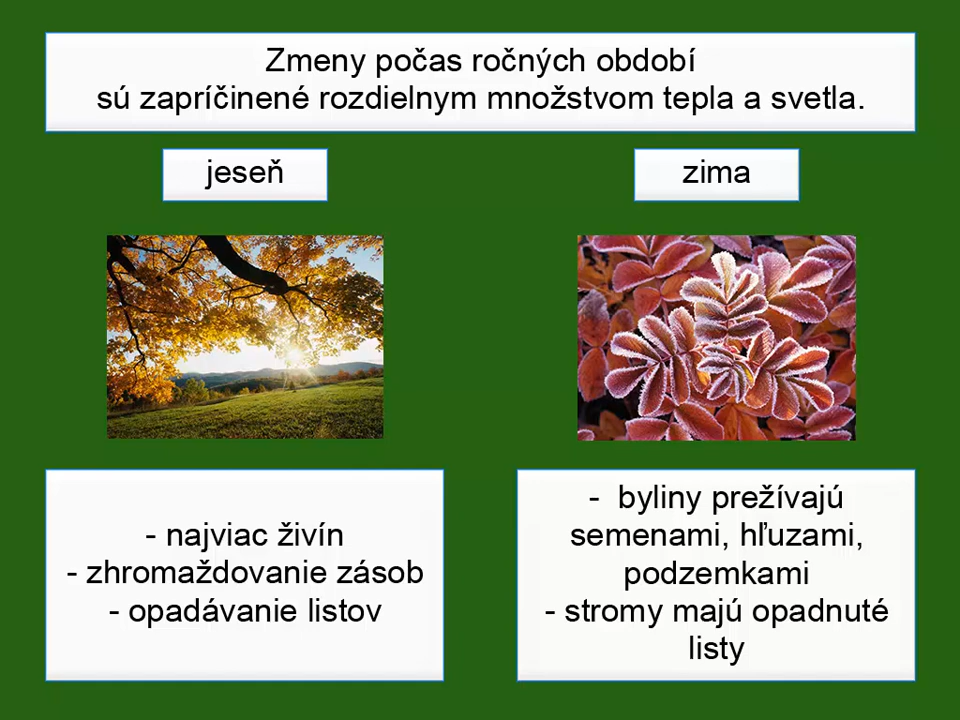 Zmeny počas ročných období
sú zapríčinené rozdielnym množstvom tepla a svetla.
jeseň
zima
- najviac živín
- zhromaždovanie zásob
- opadávanie listov
- byliny prežívajú
semenami, hľuzami,
podzemkami
- stromy majú opadnuté
listy